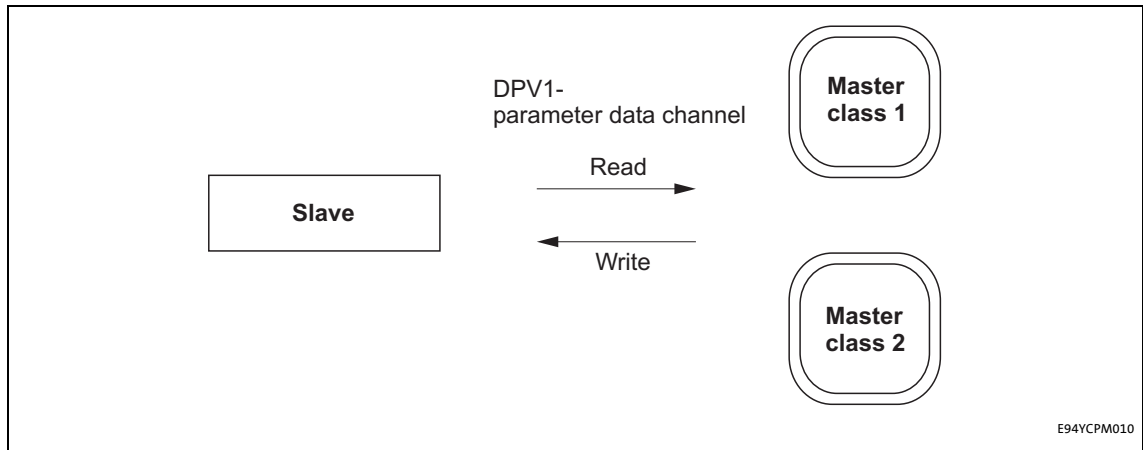 DPV1-
parameter data channel
Read
Write
Slave
Master
class 1
Master
class 2
E94YCPM010